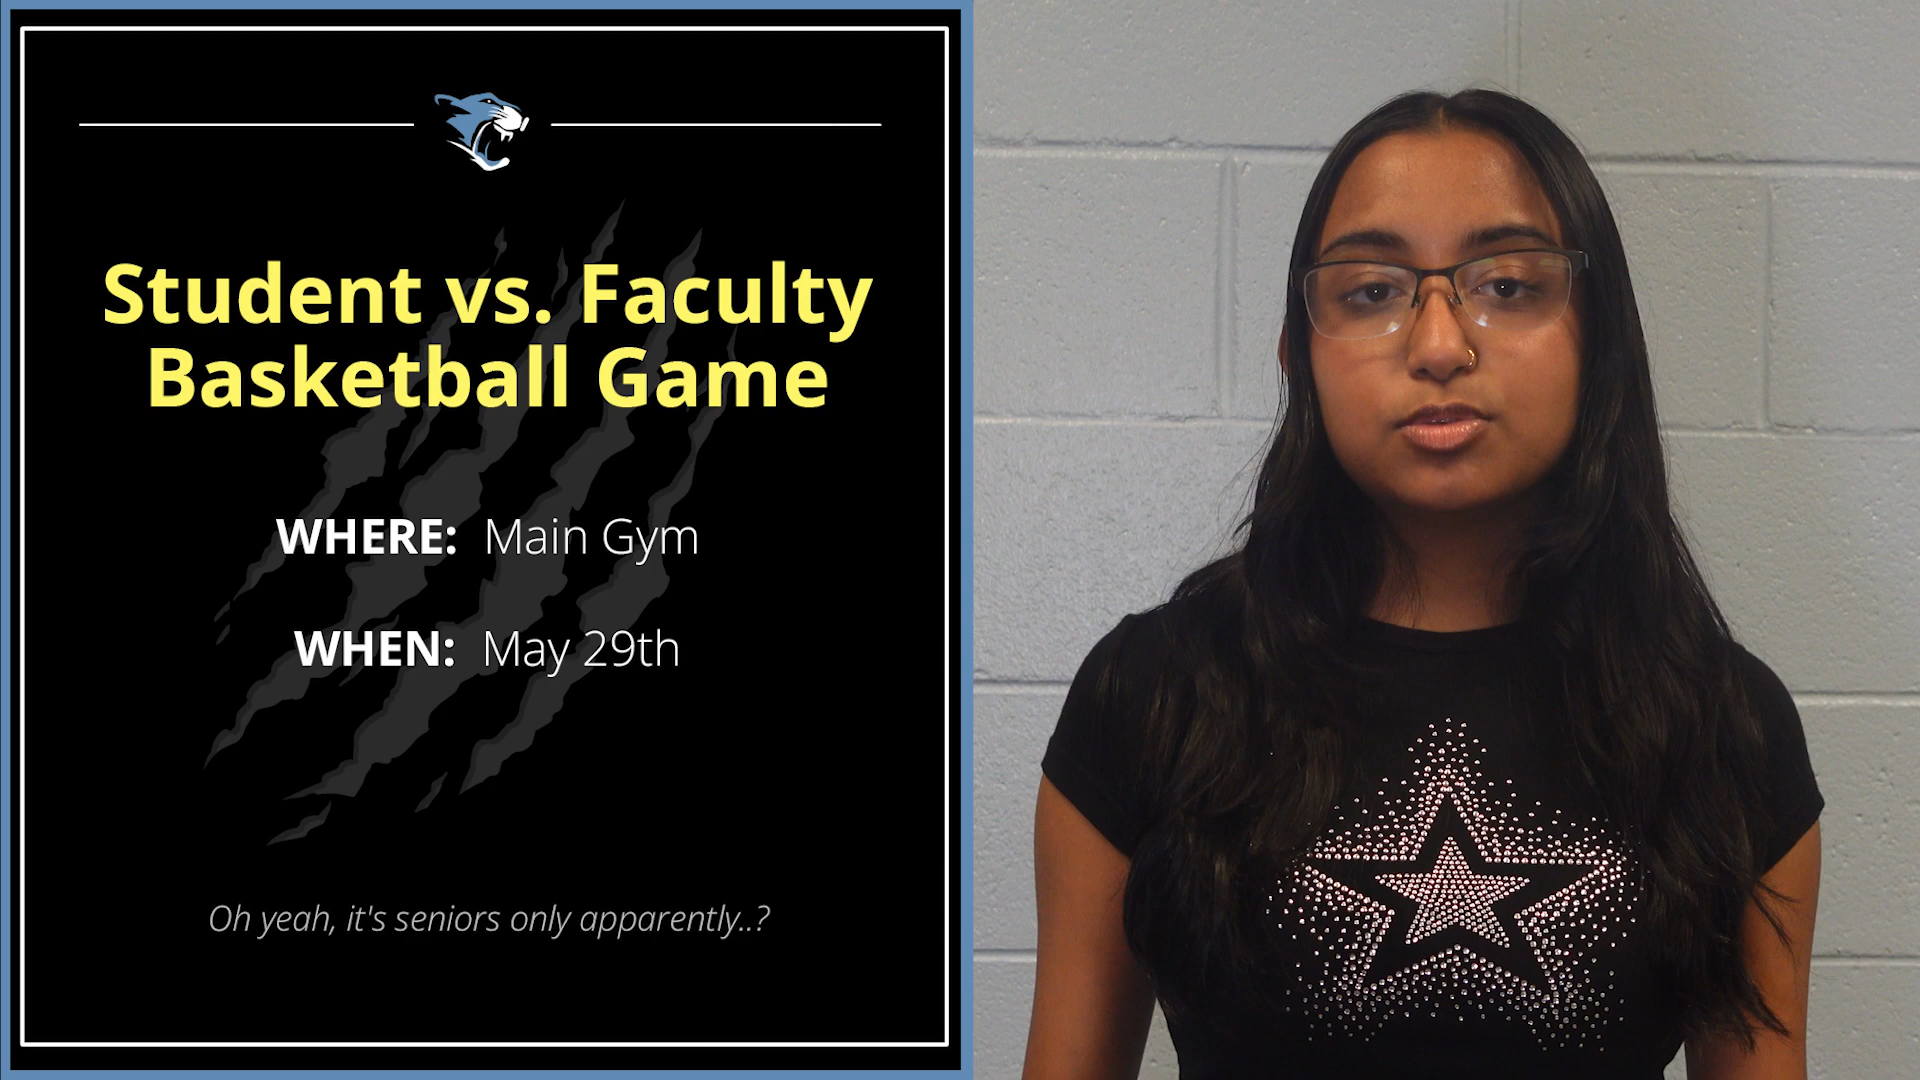 Student vs. Faculty
Basketball Game
WHERE: Main Gym
WHEN: May 29th
Oh yeah, it's seniors only apparently..?